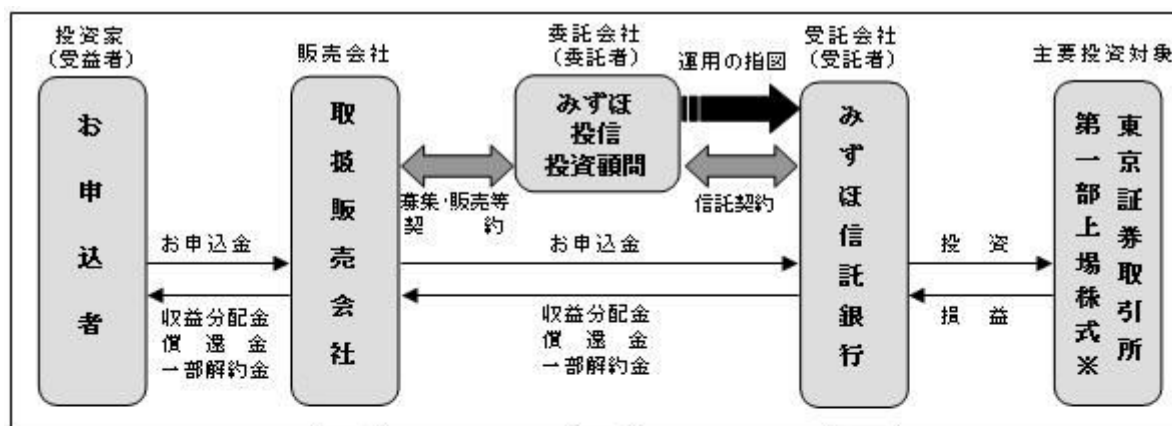 投資家
（受益者）
お申込者
販売会社
取扱販売会社
委託会社
（委託者）
みずほ
投信
投資顧問
運用の指図
受託会社
（受託者）
みずほ信託銀行
主要投資対象
東京証券取引所
第一部上場株式※
募集・販売等
契約
信託契約
お申込金
収益分配金
償還金
一部解約金
お申込金
収益分配金
償還金
一部解約金
投資
損益